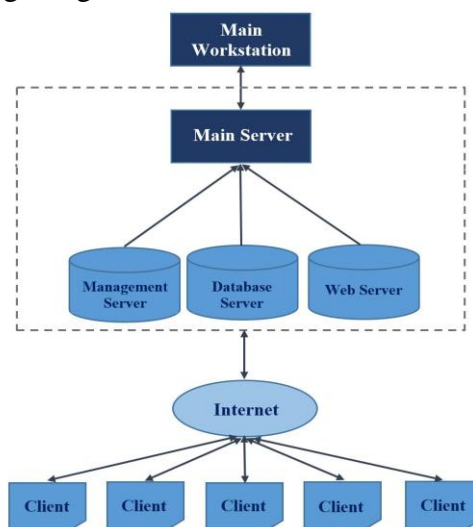 Main
Workstation
Main Server
Management
Server
Database
Server
Web Server
Internet
Client
Client
Client
Client
Client